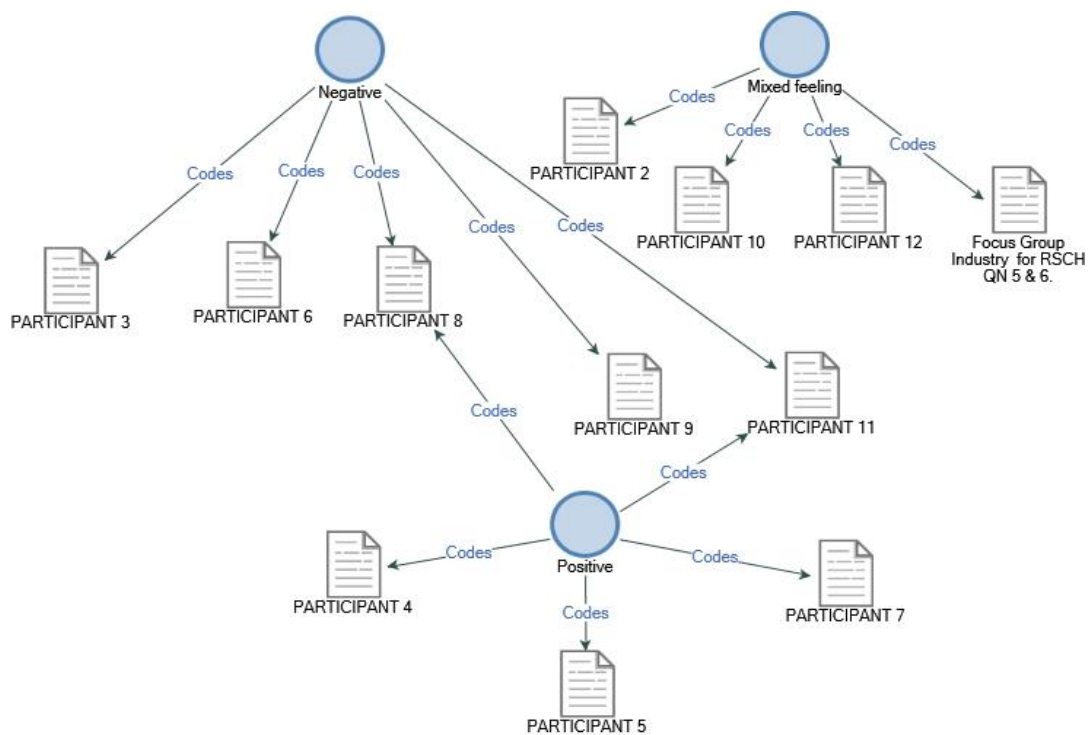 Negative
Mixed feeling
Codes
Codes
Codes
Codes
Codes
Codes
Codes
Codes
Codes
PARTICIPANT 2
PARTICIPANT 10
PARTICIPANT 12
Focus Group
Industry for RSCH
QN 5 & 6.
PARTICIPANT 3
PARTICIPANT 6
PARTICIPANT 8
PARTICIPANT 9
PARTICIPANT 11
Codes
Codes
Codes
Codes
Codes
Positive
PARTICIPANT 4
PARTICIPANT 7
PARTICIPANT 5